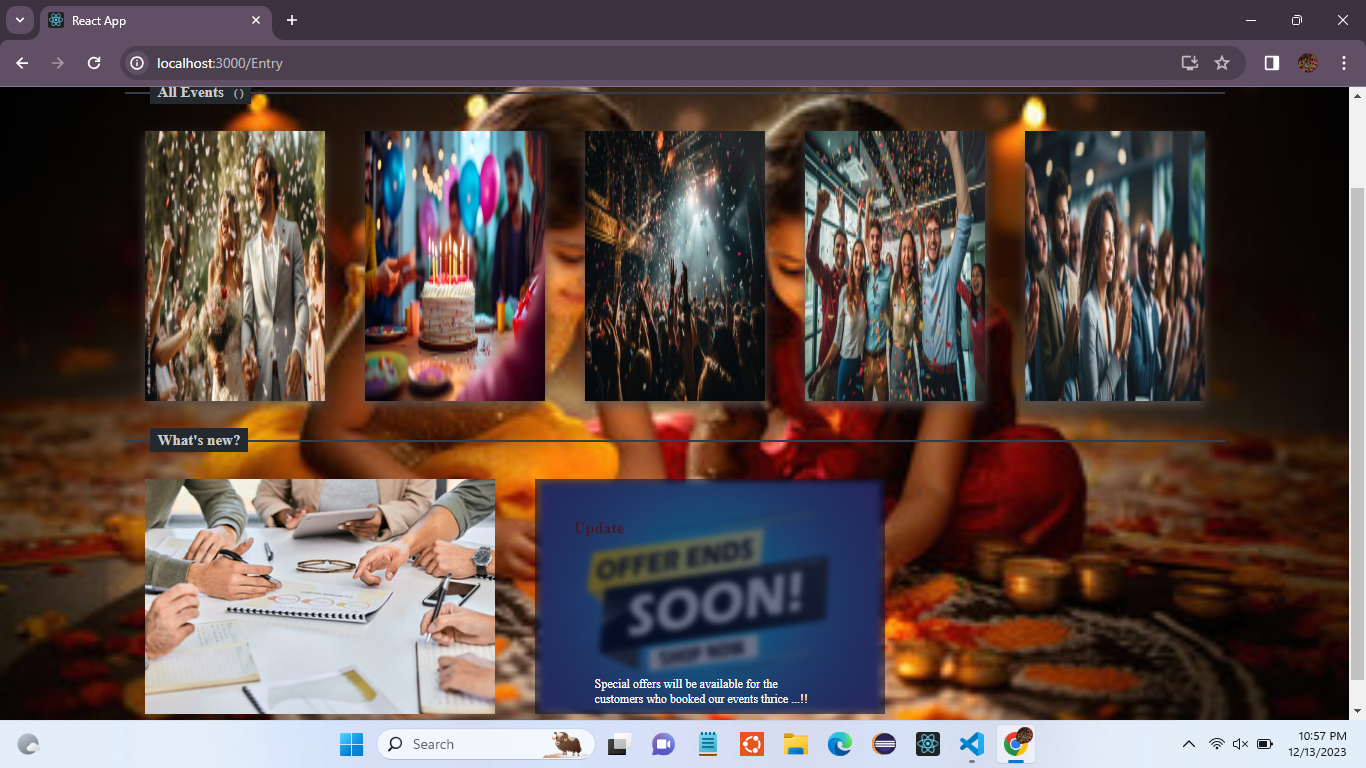 React App
localhost:3000/Entry
All Events ()
What's new?
Update
OFFER ENDS
SOON!
SHOP NOW
Special offers will be available for the
customers who booked our events thrice ...!!
Search
10:57 PM
12/13/2023